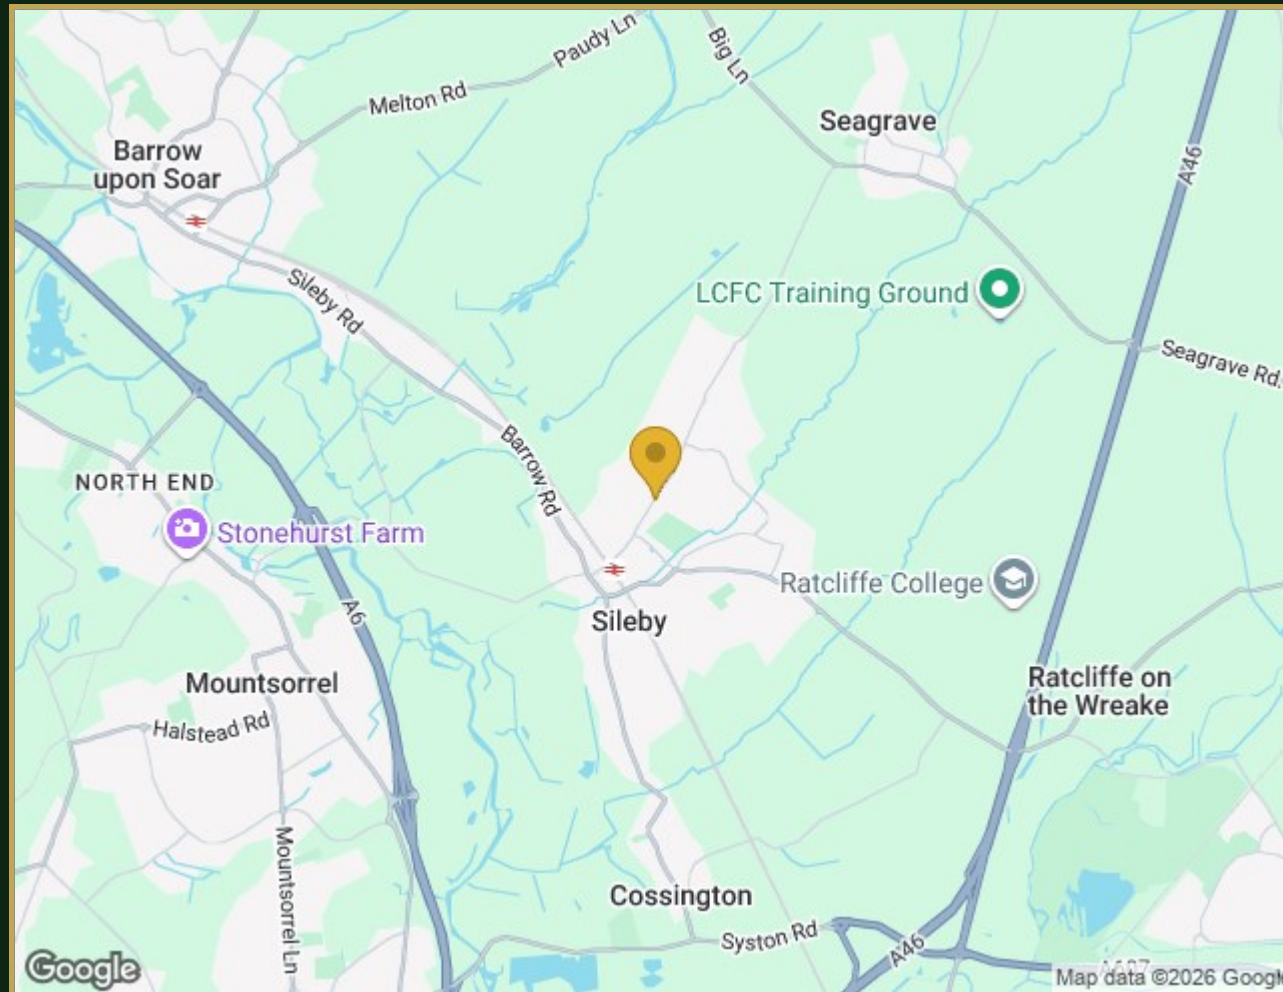 Paudy Ln
Big Ln
Melton Rd
Seagrave
Barrow
upon Soar
A46
Sileby Rd
LCFC Training Ground
Seagrave Rd
Barrow Rd
NORTH END
Stonehurst Farm
A6
Ratcliffe College
Sileby
Mountsorrel
Ratcliffe on
the Wreake
Halstead Rd
Mountsorrel Ln
Cossington
Syston Rd
A46
Google
Map data ©2026 Google